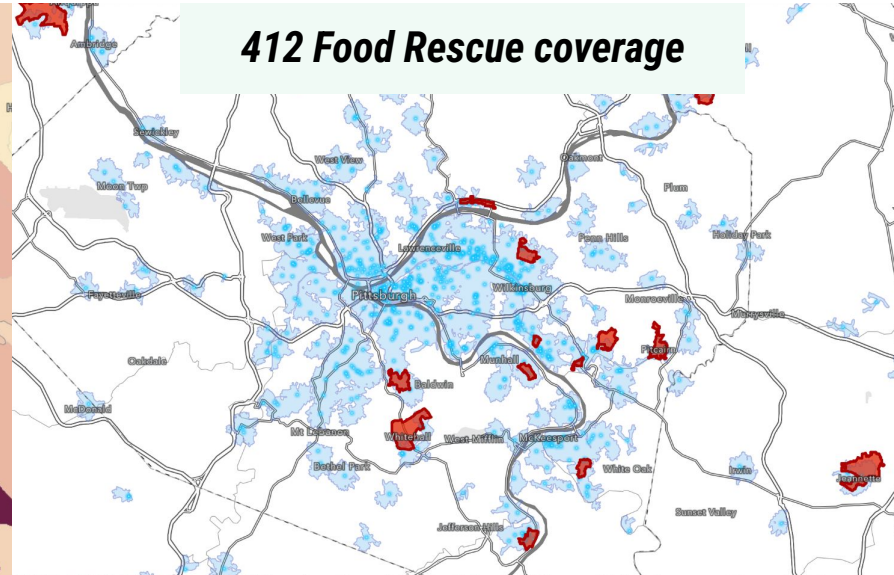 412 Food Rescue coverage
Ambridge
Sewickley
West View
Oakmont
Moon Twp
Plum
Bellevue
West Park
Lawrenceville
Penn Hills
Holiday Park
Fayetteville
Pittsburgh
Wilkinsburg
Monroeville
Murrysville
Oakdale
Munhall
Pitcairn
Baldwin
McDonald
Mt Lebanon
Whitehall
West Mifflin
McKeesport
Bethel Park
White Oak
Irwin
Jeannette
Jefferson Hills
Sunset Valley